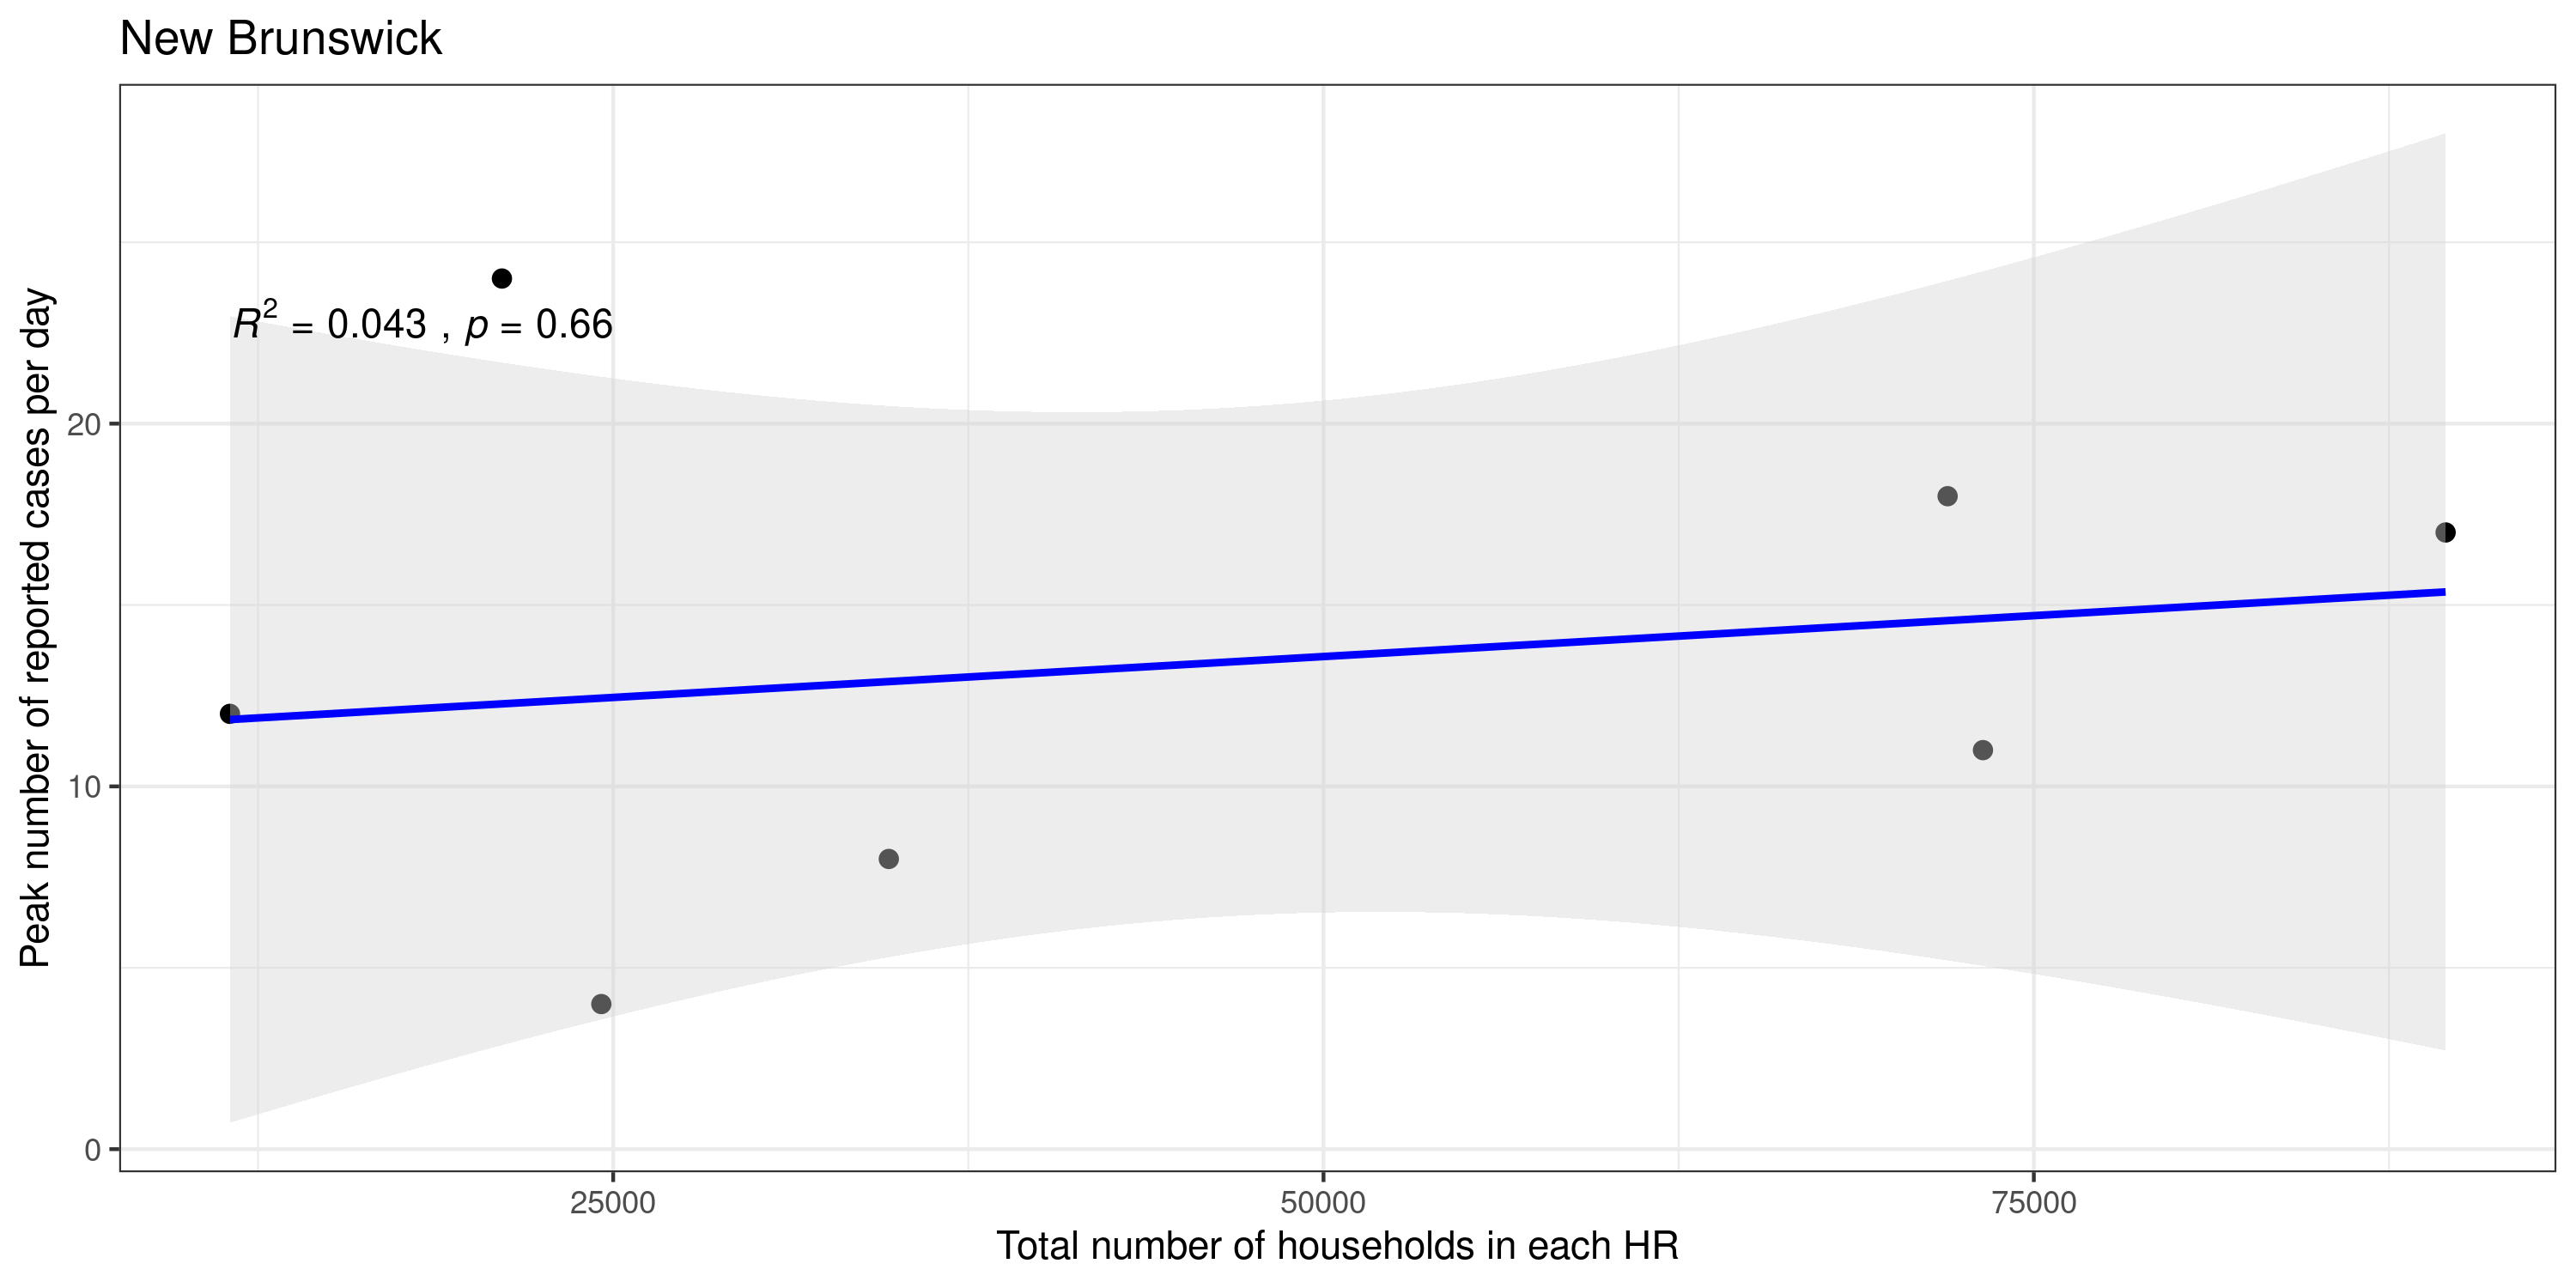 New Brunswick
R² = 0.043 , p = 0.66
Peak number of reported cases per day
20
10
0
25000 50000 75000
Total number of households in each HR